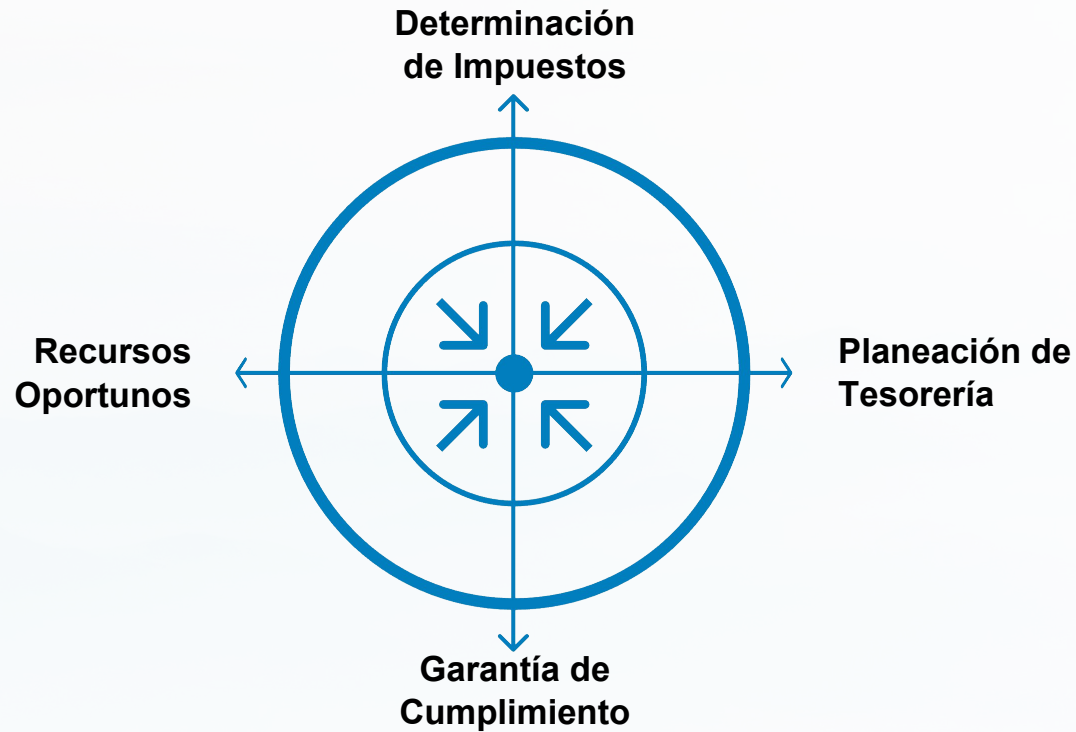 Determinación
de Impuestos
Recursos
Oportunos
Planeación de
Tesorería
Garantía de
Cumplimiento